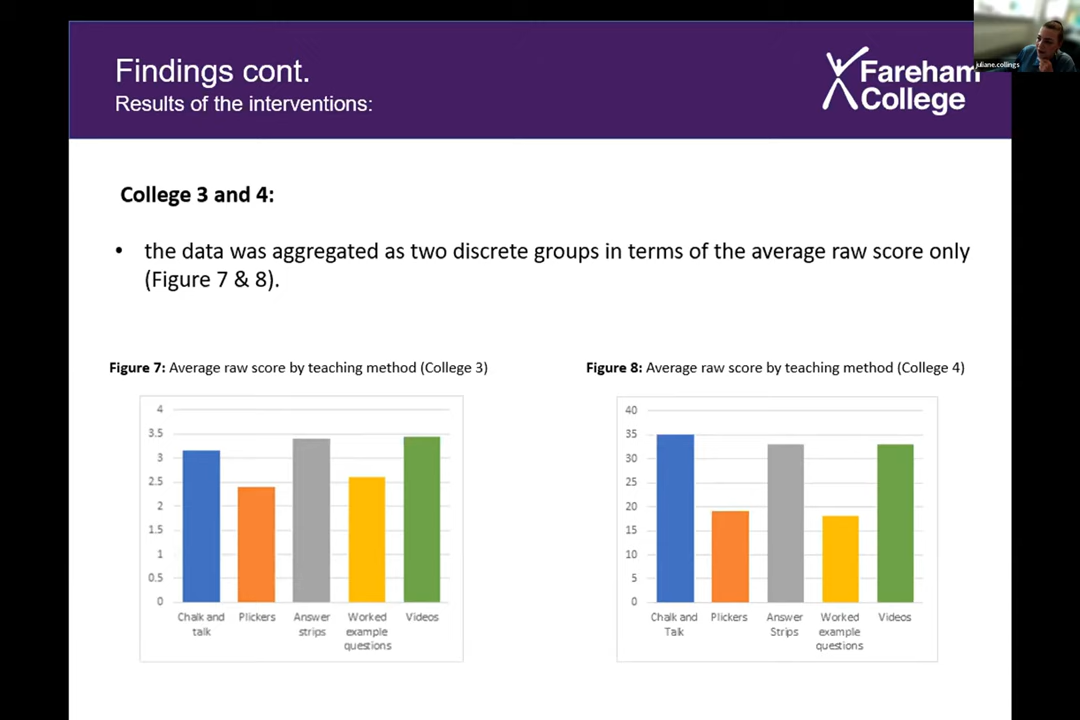 Findings cont.
Results of the interventions:
Fareham
College
juliane.collings
College 3 and 4:
• the data was aggregated as two discrete groups in terms of the average raw score only
(Figure 7 & 8).
Figure 7: Average raw score by teaching method (College 3)
4
3.5
3
2.5
2
1.5
1
0.5
0
Chalk and
talk
Plickers
Answer
strips
Worked
example
questions
Videos
Figure 8: Average raw score by teaching method (College 4)
40
35
30
25
20
15
10
5
0
Chalk and
Talk
Plickers
Answer
Strips
Worked
example
questions
Videos